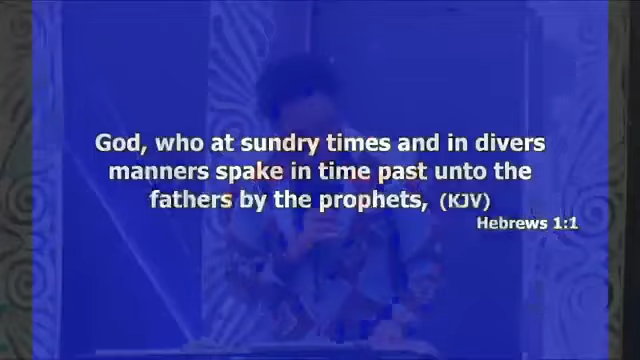 God, who at sundry times and in divers
manners spake in time past unto the
fathers by the prophets, (KJV)
Hebrews 1:1